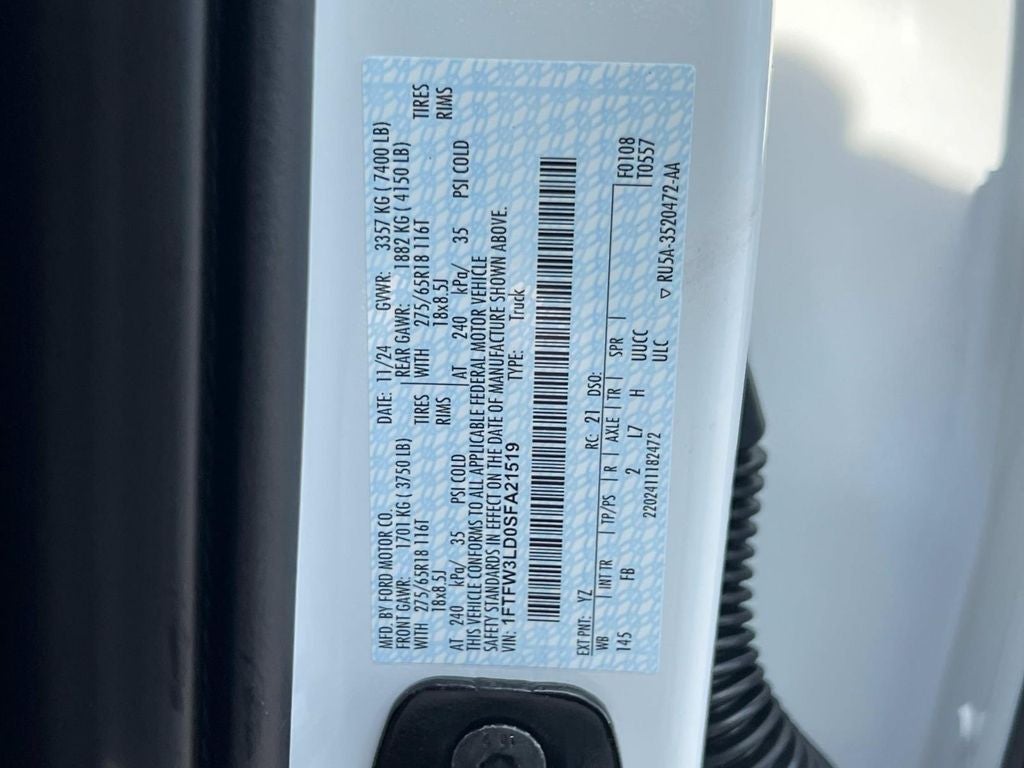 MFD. BY FORD MOTOR CO. DATE: 11/24 GVWR: 3357 KG ( 7400 LB)
FRONT GAWR: 1701 KG ( 3750 LB) REAR GAWR: 1882 KG ( 4150 LB)
WITH 275/65R18 116T TIRES WITH 275/65R18 116T TIRES
18x8.5J RIMS 18x8.5J RIMS
AT 240 kPa/ 35 PSI COLD AT 240 kPa/ 35 PSI COLD
THIS VEHICLE CONFORMS TO ALL APPLICABLE FEDERAL MOTOR VEHICLE
SAFETY STANDARDS IN EFFECT ON THE DATE OF MANUFACTURE SHOWN ABOVE.
VIN: 1FTFW3LD0SFA21519 TYPE: Truck
EXT PNT: YZ RC: 21 DSO: F0108
WB INT TR TP/PS R AXLE TR SPR T0557
145 FB 2 L7 H UUCC
2202411182472 ULC ▽ RU5A-3520472-AA